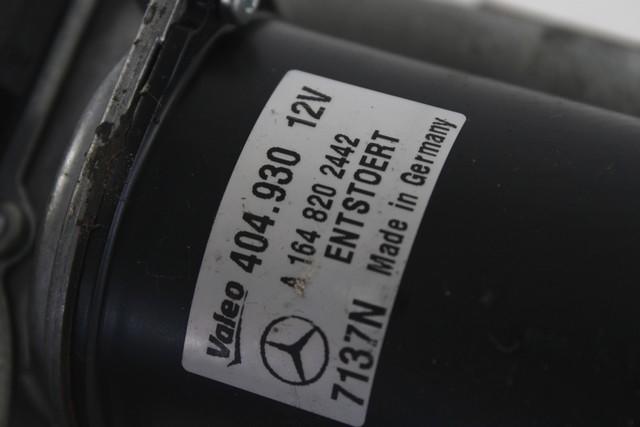 Valeo 404.930 12V
A 164 820 2442
ENTSTOERT
7137N Made in Germany